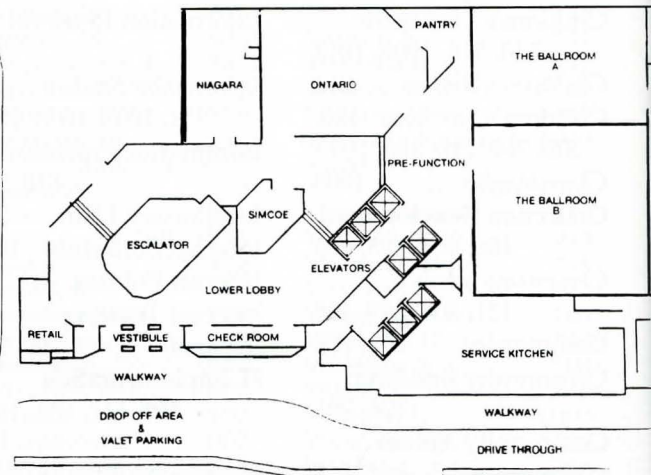 PANTRY
THE BALLROOM
A
NIAGARA
ONTARIO
PRE-FUNCTION
THE BALLROOM
B
SIMCOE
ESCALATOR
ELEVATORS
LOWER LOBBY
RETAIL
VESTIBULE
CHECK ROOM
SERVICE KITCHEN
WALKWAY
WALKWAY
DROP OFF AREA
&
VALET PARKING
DRIVE THROUGH